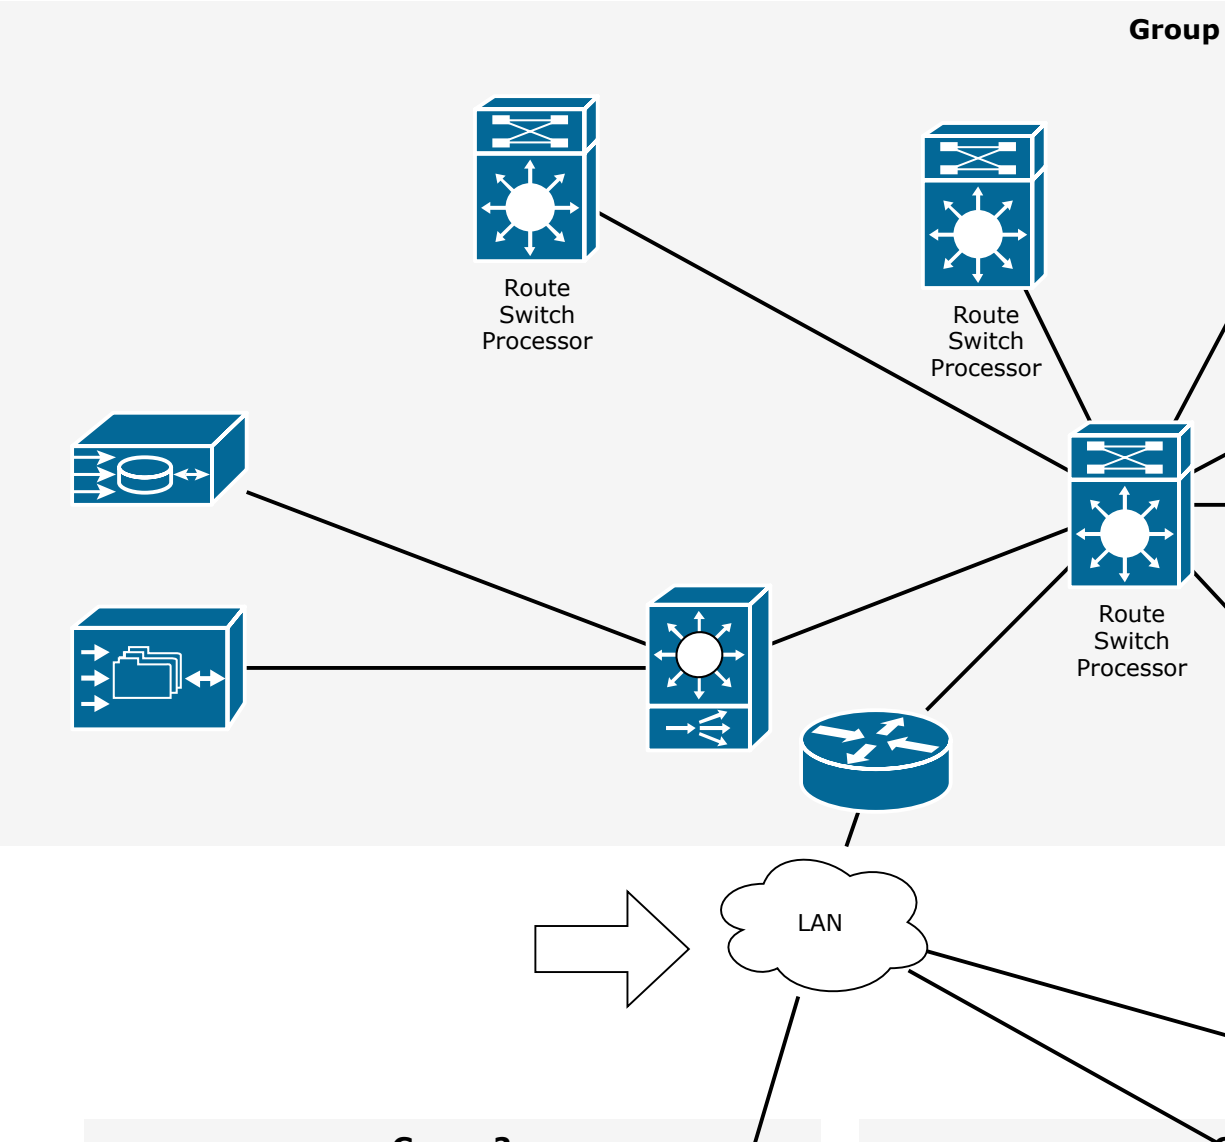 Group
Route
Switch
Processor
Route
Switch
Processor
Route
Switch
Processor
LAN